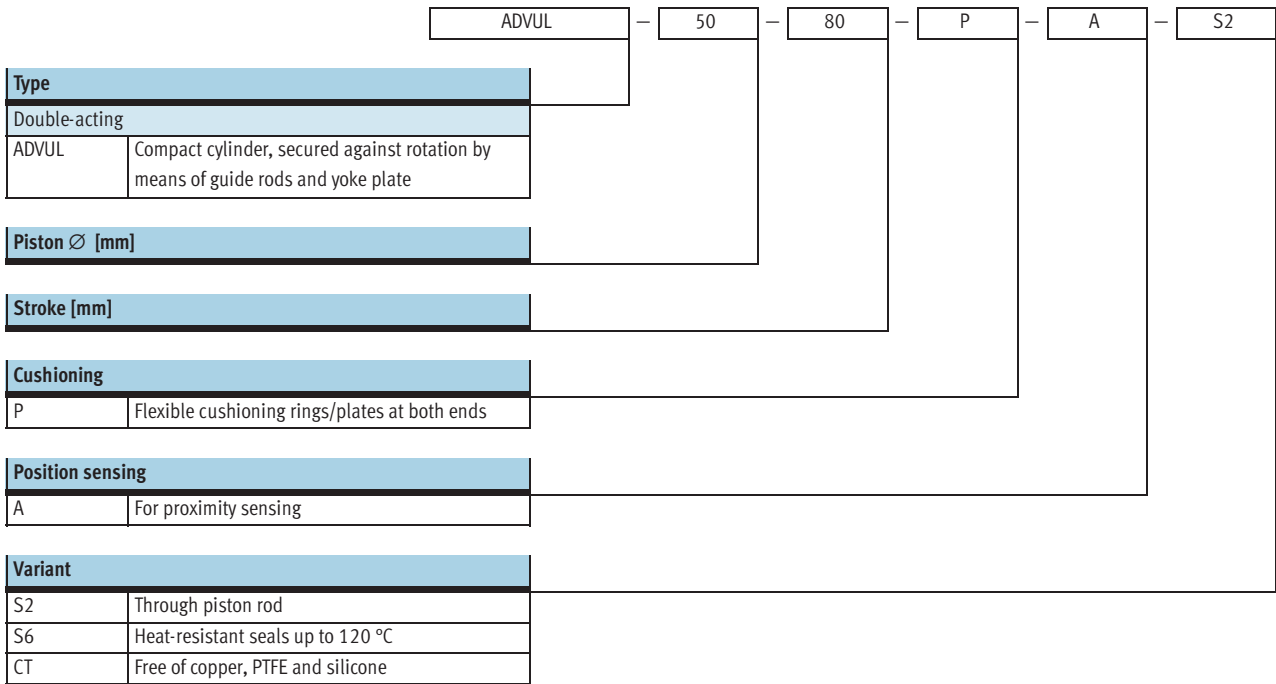 ADVUL – 50 – 80 – P – A – S2
Type
Double-acting
ADVUL Compact cylinder, secured against rotation by
means of guide rods and yoke plate
Piston ∅ [mm]
Stroke [mm]
Cushioning
P Flexible cushioning rings/plates at both ends
Position sensing
A For proximity sensing
Variant
S2 Through piston rod
S6 Heat-resistant seals up to 120 °C
CT Free of copper, PTFE and silicone